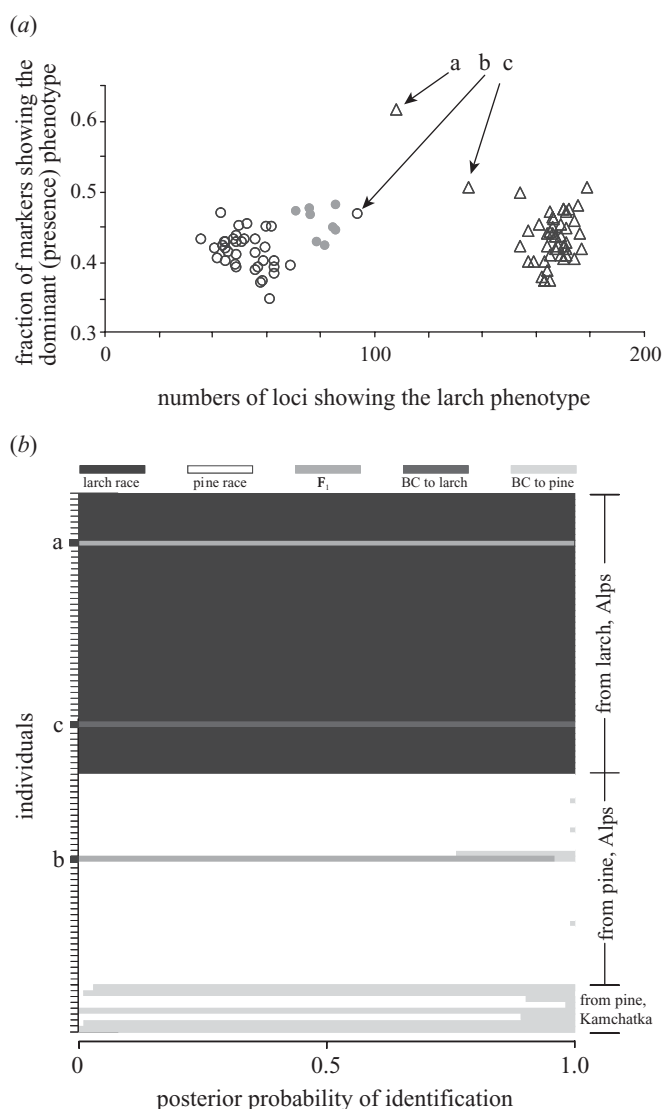 (a)
a b c
fraction of markers showing the
dominant (presence) phenotype
0.6
0.5
0.4
0.3
0 100 200
numbers of loci showing the larch phenotype
(b)
larch race pine race F1 BC to larch BC to pine
a
c
b
individuals
from larch, Alps
from pine, Alps
from pine,
Kamchatka
0 0.5 1.0
posterior probability of identification